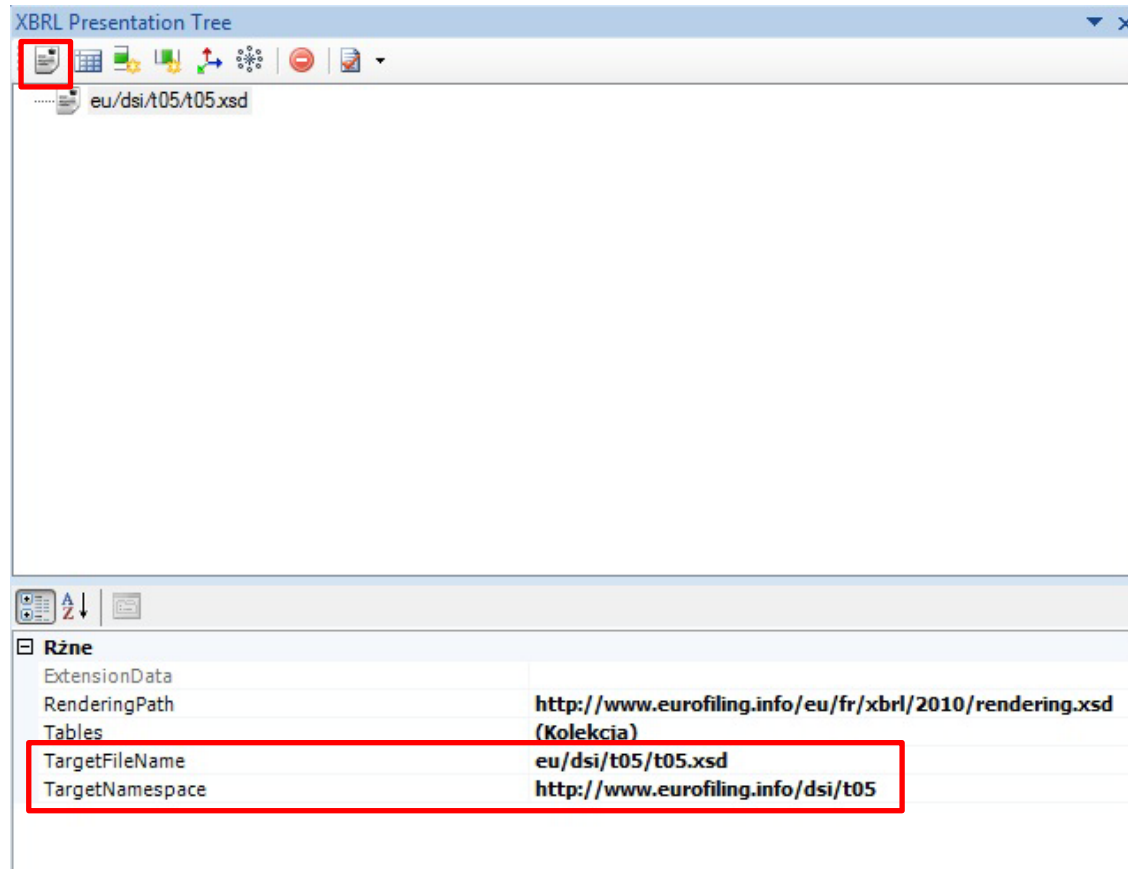 XBRL Presentation Tree
eu/dsi/t05/t05.xsd
Rżne
ExtensionData
RenderingPath http://www.eurofiling.info/eu/fr/xbrl/2010/rendering.xsd
Tables (Kolekcja)
TargetFileName eu/dsi/t05/t05.xsd
TargetNamespace http://www.eurofiling.info/dsi/t05